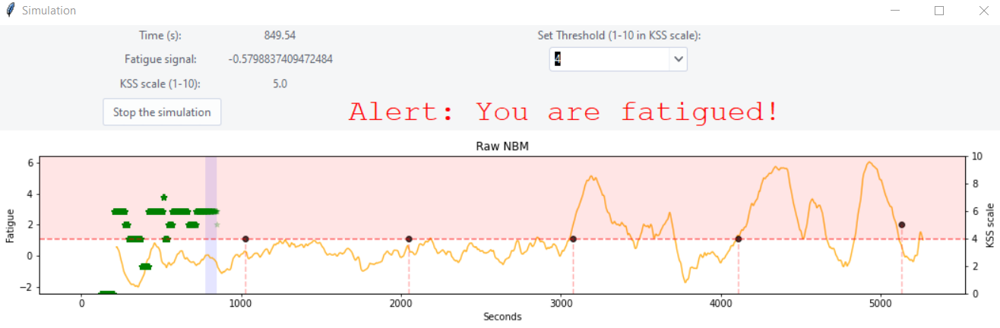 Simulation
Time (s): 849.54 Set Threshold (1-10 in KSS scale):
Fatigue signal: -0.5798837409472484 4
KSS scale (1-10): 5.0
Stop the simulation Alert: You are fatigued!
Raw NBM
6 10
4 8
2 6
0 4
−2 2
0
Fatigue
KSS scale
0 1000 2000 3000 4000 5000
Seconds